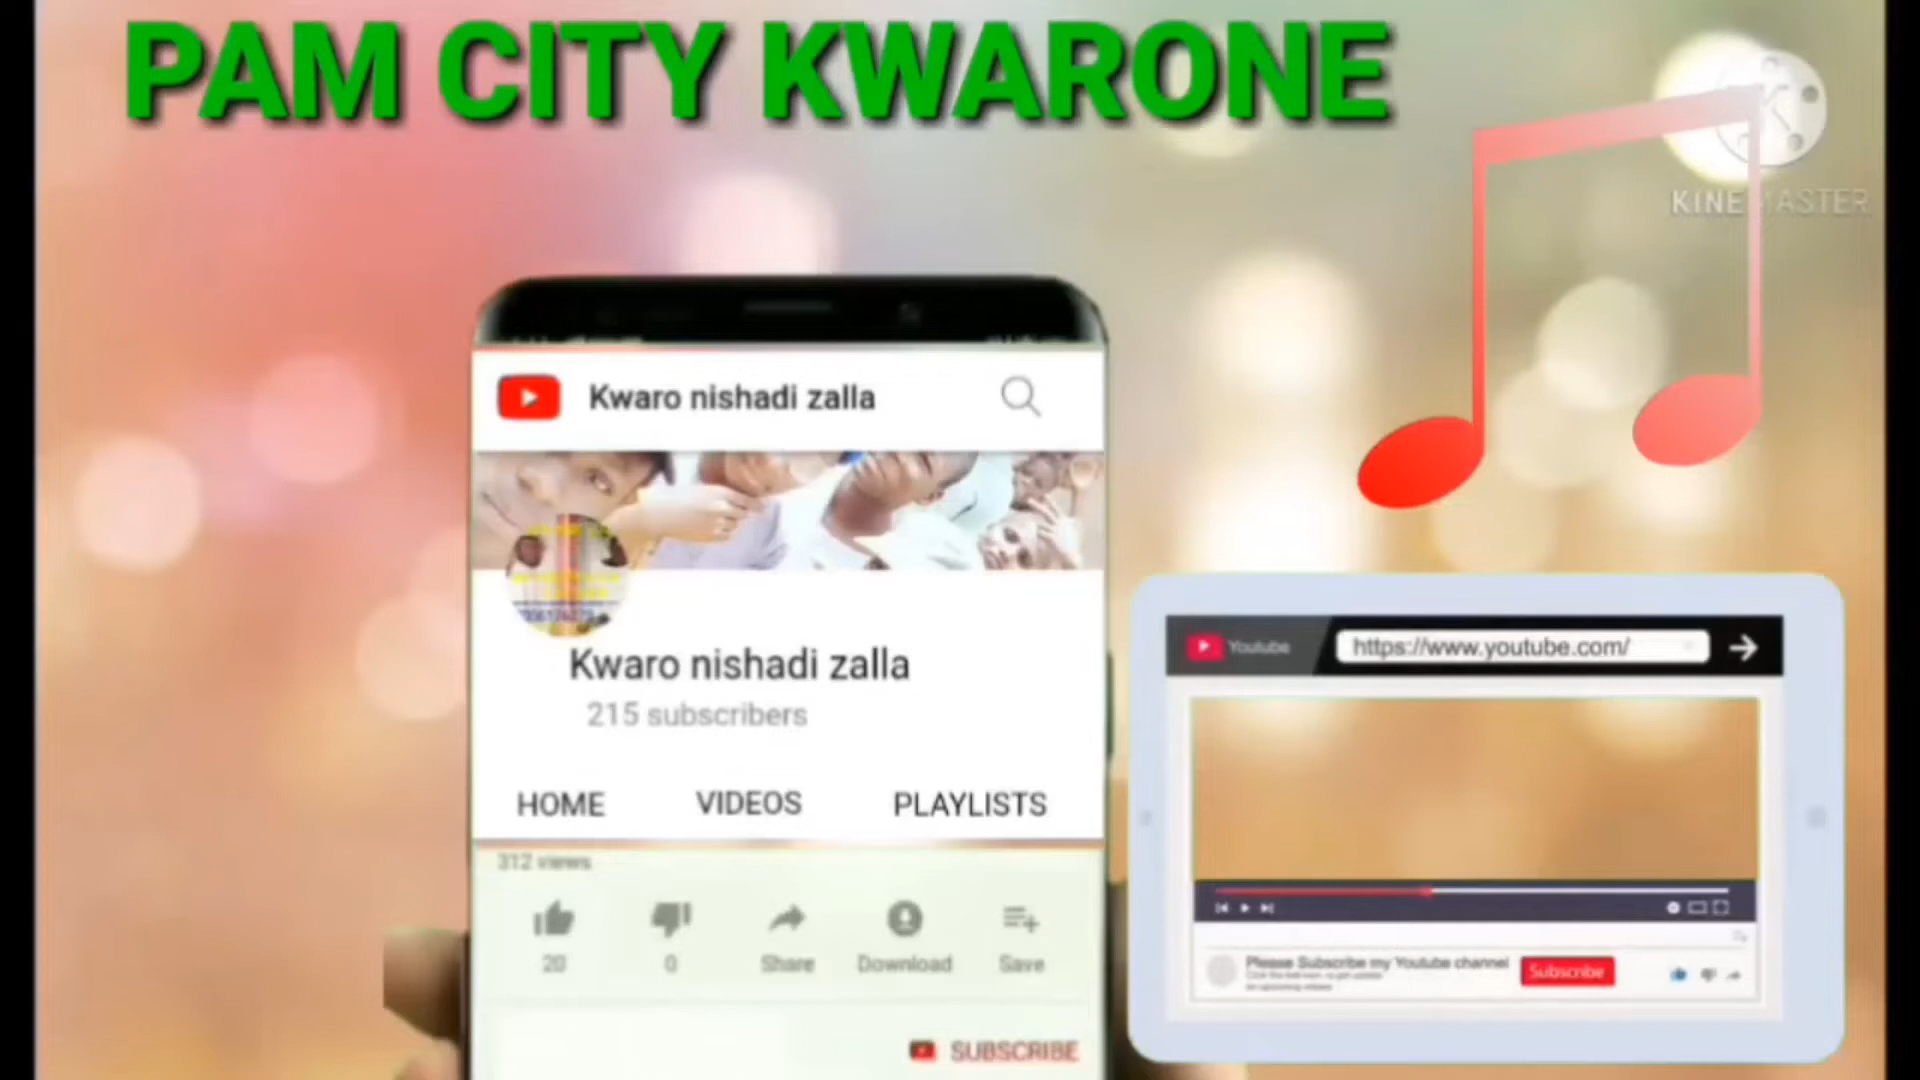 PAM CITY KWARONE
KINEMASTER
Kwaro nishadi zalla
Kwaro nishadi zalla
215 subscribers
HOME VIDEOS PLAYLISTS
312 views
20 0 Share Download Save
SUBSCRIBE
Youtube https://www.youtube.com/
Please Subscribe my Youtube channel
Subscribe